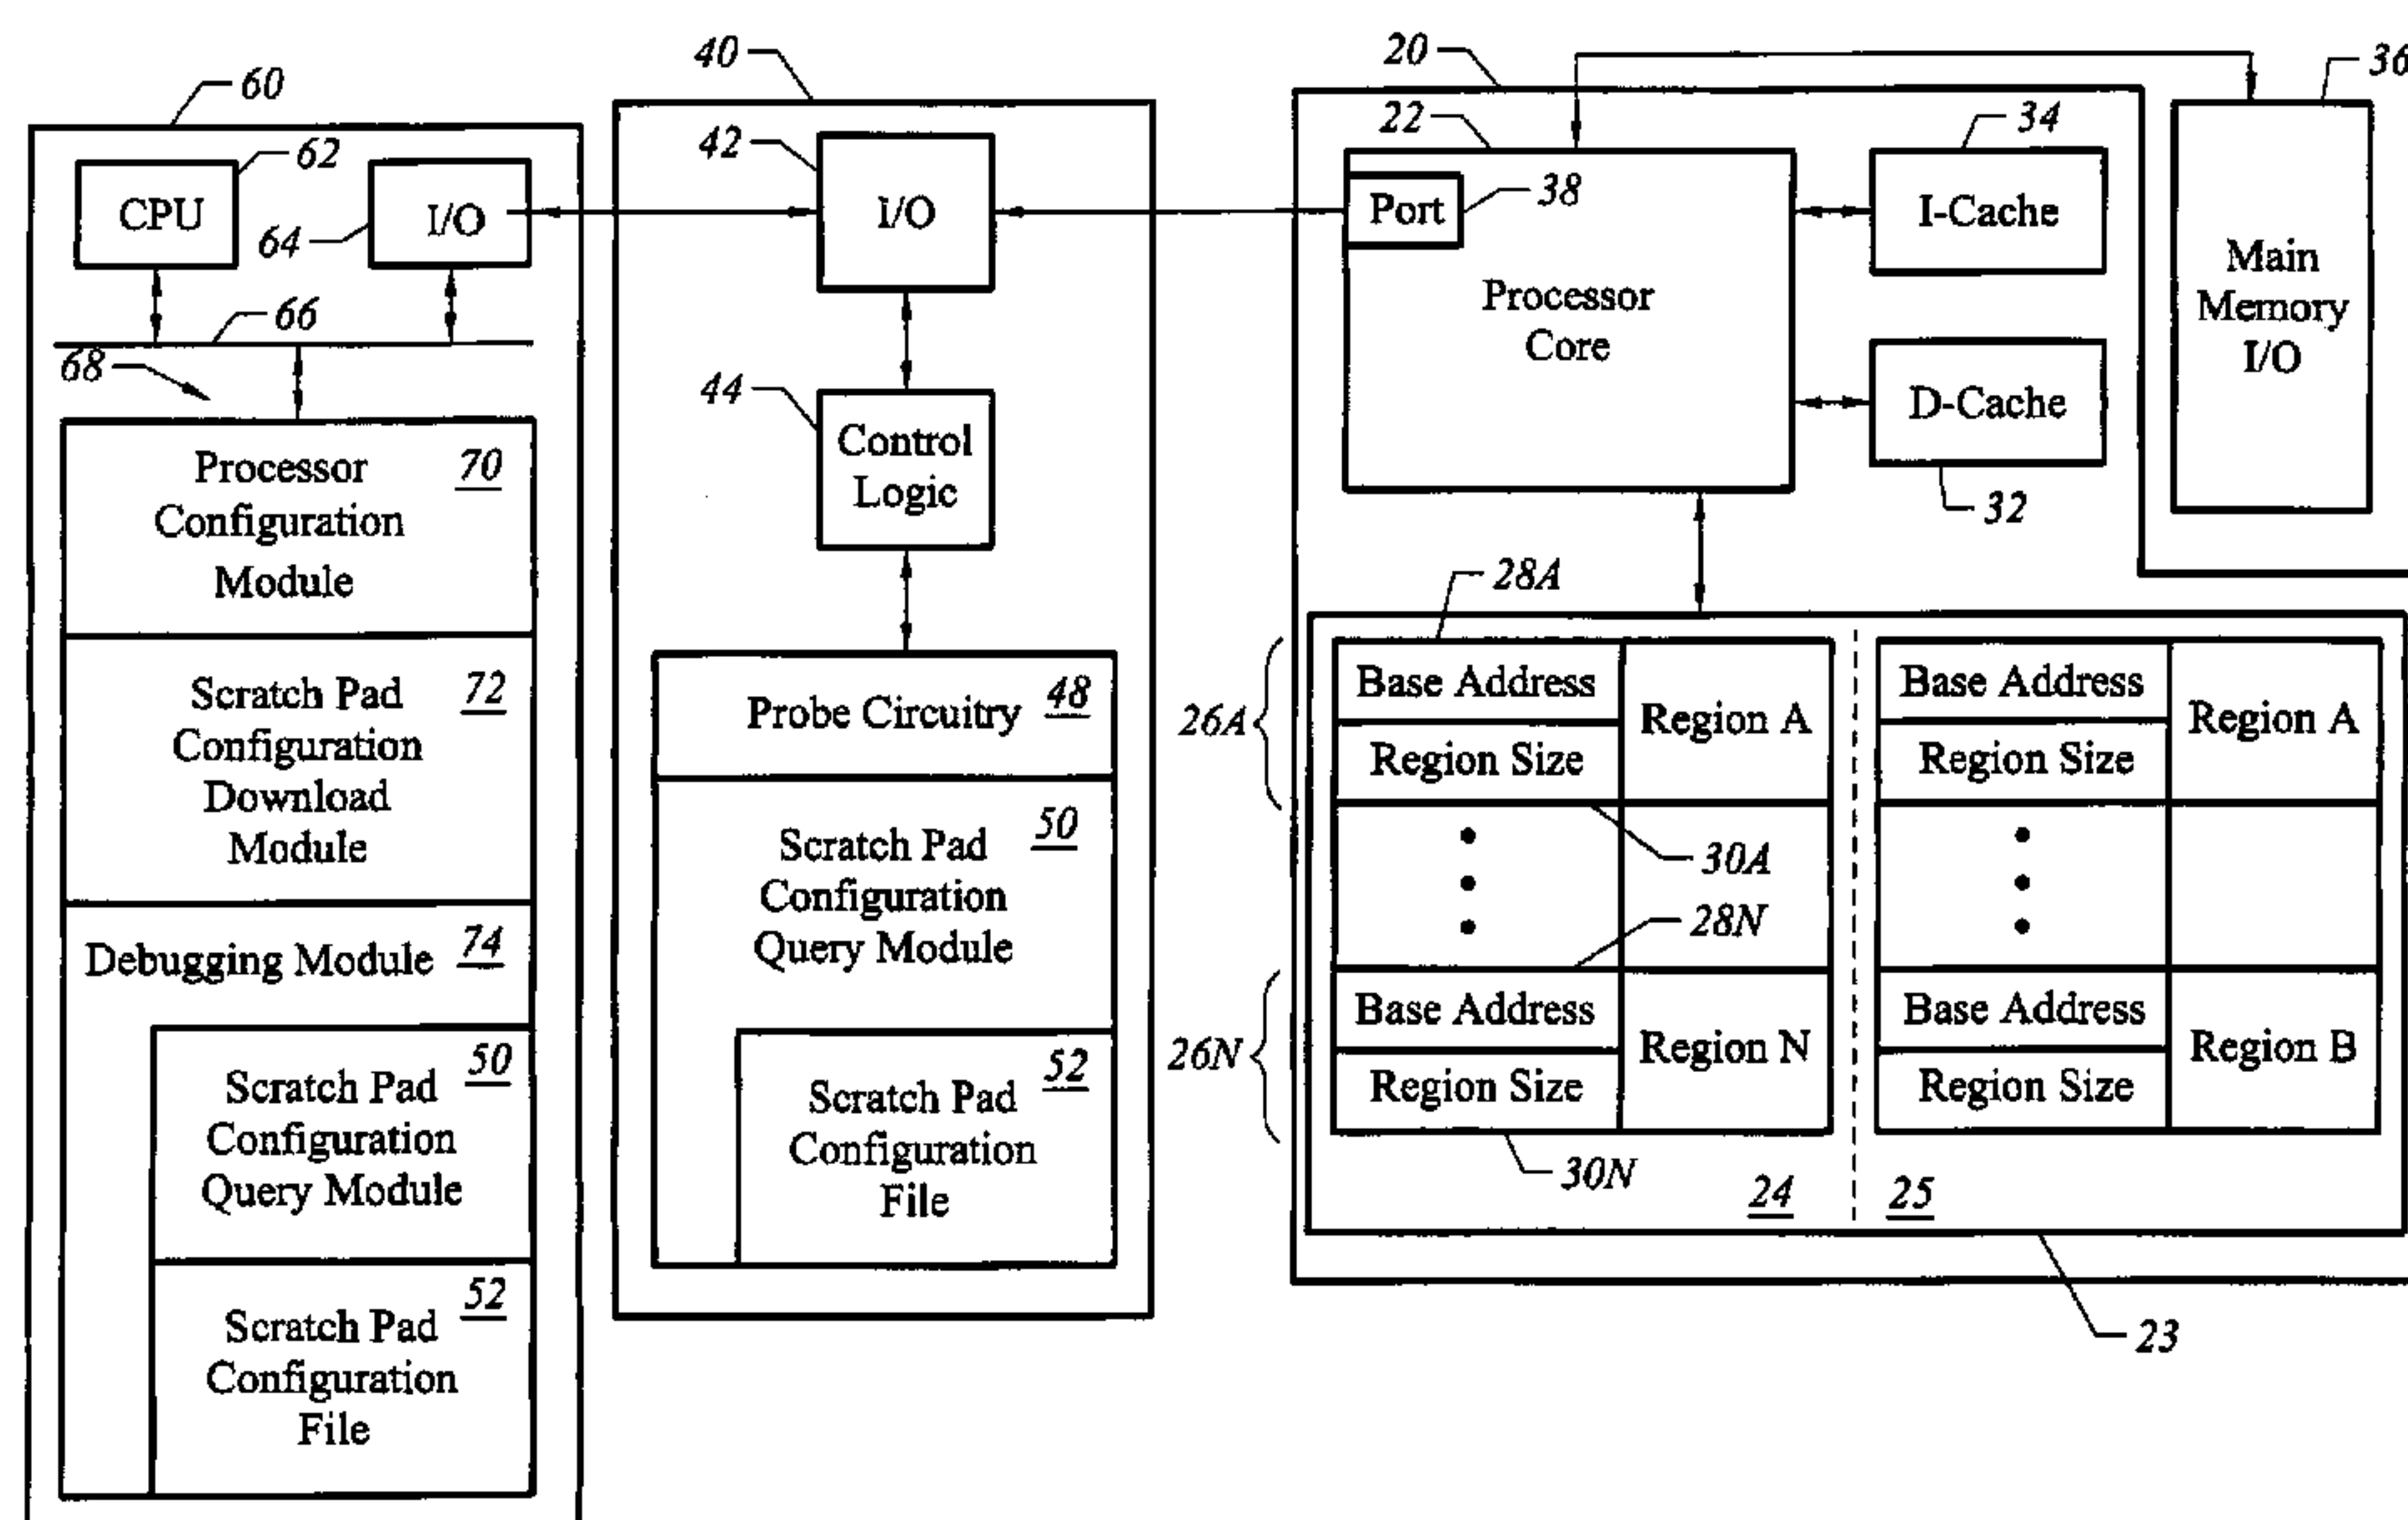 60
62
CPU
I/O
64
66
68
Processor
Configuration
Module
70
Scratch Pad
Configuration
Download
Module
72
Debugging Module 74
Scratch Pad
Configuration
Query Module
50
Scratch Pad
Configuration
File
52
40
42
I/O
44
Control
Logic
Probe Circuitry 48
Scratch Pad
Configuration
Query Module
50
Scratch Pad
Configuration
File
52
20
22
Port
38
Processor
Core
34
I-Cache
D-Cache
32
36
Main
Memory
I/O
28A
26A
Base Address
Region Size
Region A
30A
28N
26N
Base Address
Region Size
Region N
30N
24
Base Address
Region Size
Region A
Base Address
Region Size
Region B
25
23